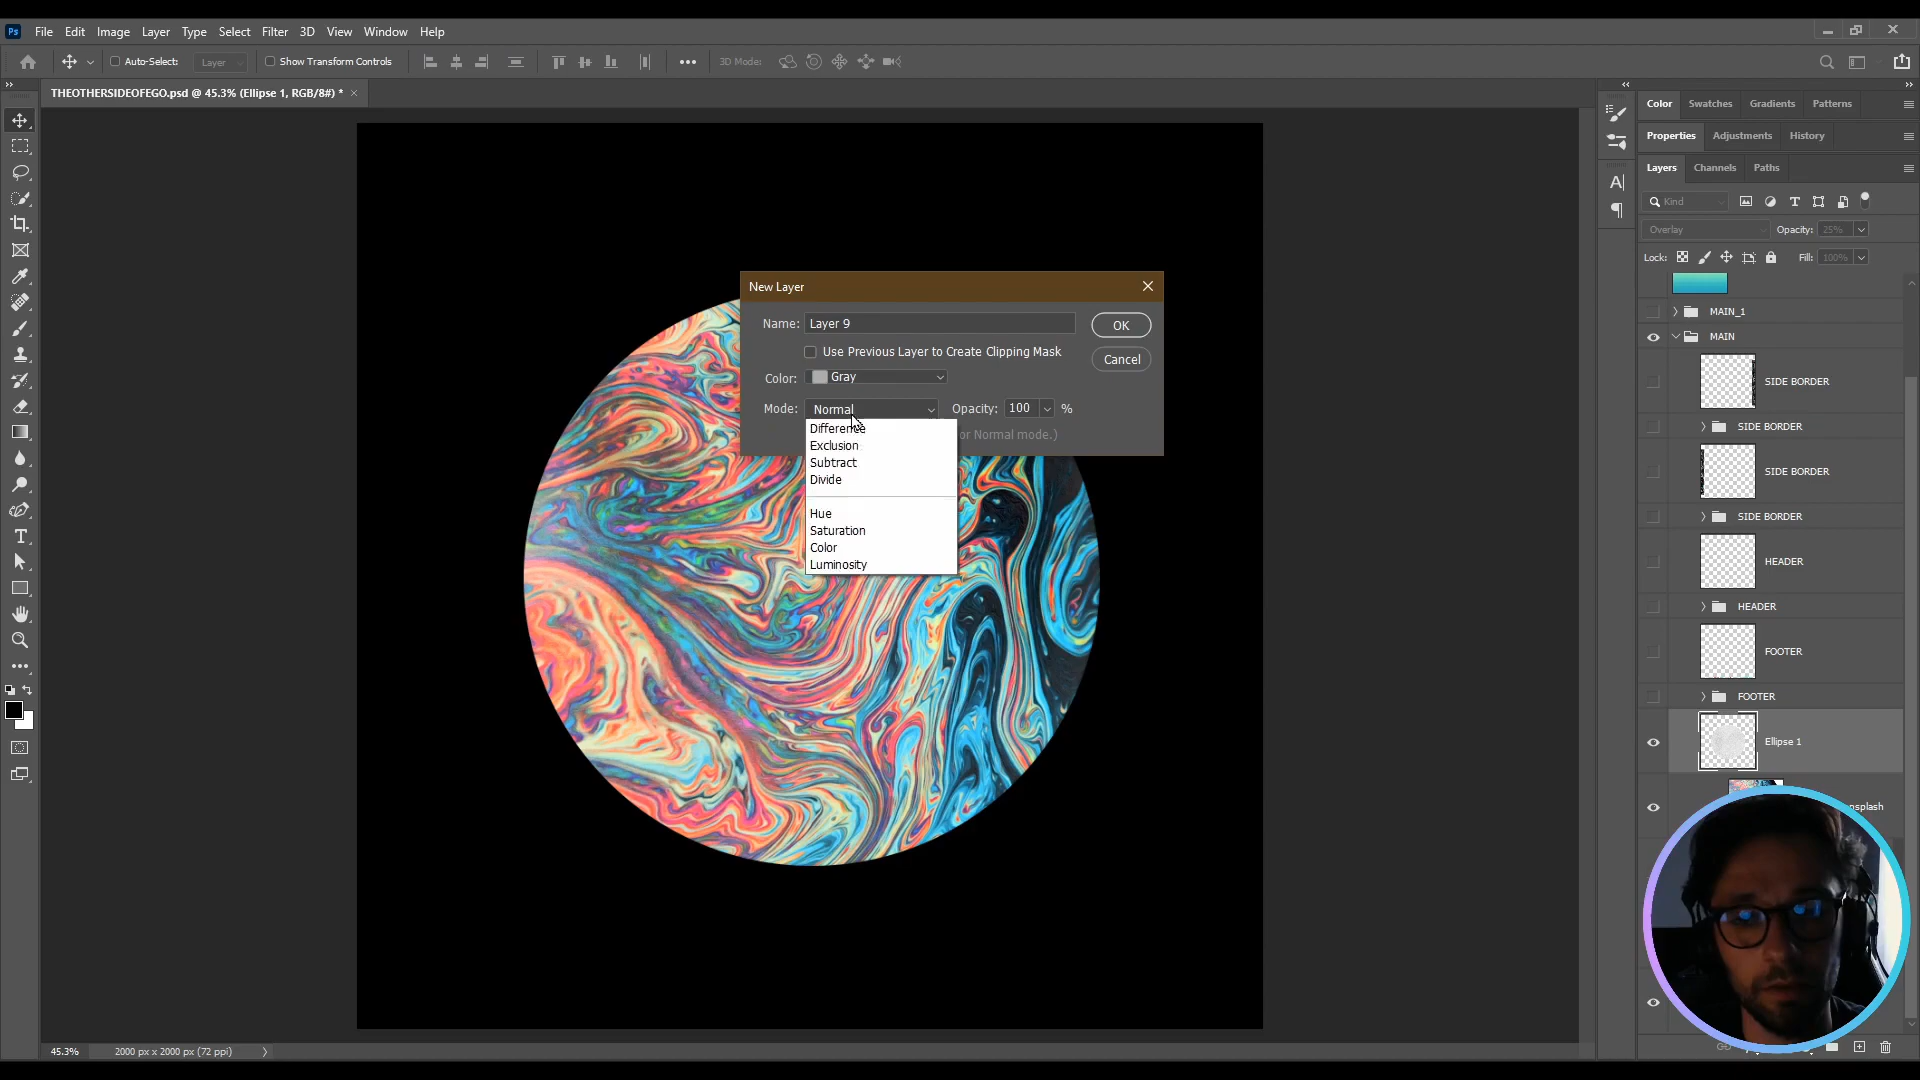 Ps File Edit Image Layer Type Select Filter 3D View Window Help
Auto-Select: Layer Show Transform Controls ••• 3D Mode:
THEOTHERSIDEOFEGO.psd @ 45.3% (Ellipse 1, RGB/8#) * ×
Color Swatches Gradients Patterns
Properties Adjustments History
Layers Channels Paths
Kind
Overlay Opacity: 25%
Lock: Fill: 100%
MAIN_1
MAIN
SIDE BORDER
SIDE BORDER
SIDE BORDER
SIDE BORDER
HEADER
HEADER
FOOTER
FOOTER
Ellipse 1
nsplash
New Layer
Name: Layer 9
OK
Use Previous Layer to Create Clipping Mask
Cancel
Color: Gray
Mode: Normal Opacity: 100 %
or Normal mode.)
Difference
Exclusion
Subtract
Divide
Hue
Saturation
Color
Luminosity
45.3% 2000 px x 2000 px (72 ppi)